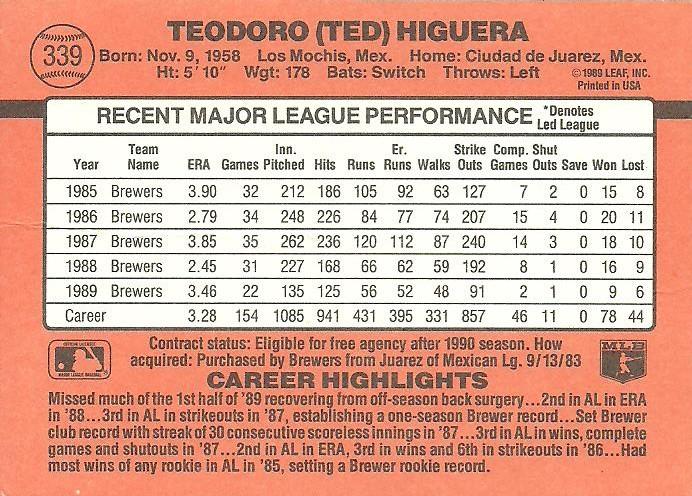 TEODORO (TED) HIGUERA
339
Born: Nov. 9, 1958 Los Mochis, Mex. Home: Ciudad de Juarez, Mex.
Ht: 5' 10" Wgt: 178 Bats: Switch Throws: Left ©1989 LEAF, INC.
Printed in USA
RECENT MAJOR LEAGUE PERFORMANCE *Denotes
Led League
Team Inn. Er. Strike Comp. Shut
Year Name ERA Games Pitched Hits Runs Runs Walks Outs Games Outs Save Won Lost
1985 Brewers 3.90 32 212 186 105 92 63 127 7 2 0 15 8
1986 Brewers 2.79 34 248 226 84 77 74 207 15 4 0 20 11
1987 Brewers 3.85 35 262 236 120 112 87 240 14 3 0 18 10
1988 Brewers 2.45 31 227 168 66 62 59 192 8 1 0 16 9
1989 Brewers 3.46 22 135 125 56 52 48 91 2 1 0 9 6
Career 3.28 154 1085 941 431 395 331 857 46 11 0 78 44
Contract status: Eligible for free agency after 1990 season. How
acquired: Purchased by Brewers from Juarez of Mexican Lg. 9/13/83
MLB
CAREER HIGHLIGHTS
Missed much of the 1st half of '89 recovering from off-season back surgery...2nd in AL in ERA
in '88...3rd in AL in strikeouts in '87, establishing a one-season Brewer record...Set Brewer
club record with streak of 30 consecutive scoreless innings in '87...3rd in AL in wins, complete
games and shutouts in '87...2nd in AL in ERA, 3rd in wins and 6th in strikeouts in '86...Had
most wins of any rookie in AL in '85, setting a Brewer rookie record.